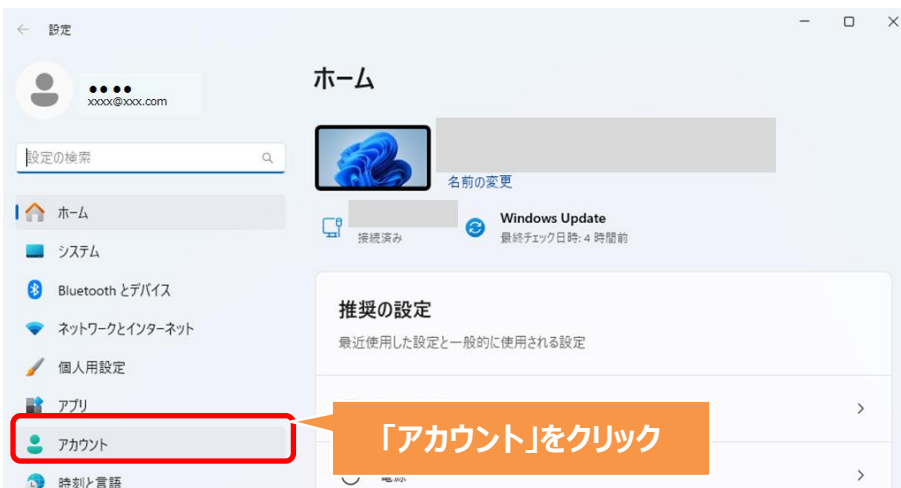 設定
●●●●
xxxx@xxx.com
設定の検索
ホーム
システム
Bluetooth とデバイス
ネットワークとインターネット
個人用設定
アプリ
アカウント
時刻と言語
ホーム
名前の変更
接続済み
Windows Update
最終チェック日時: 4 時間前
推奨の設定
最近使用した設定と一般的に使用される設定
「アカウント」をクリック
電源